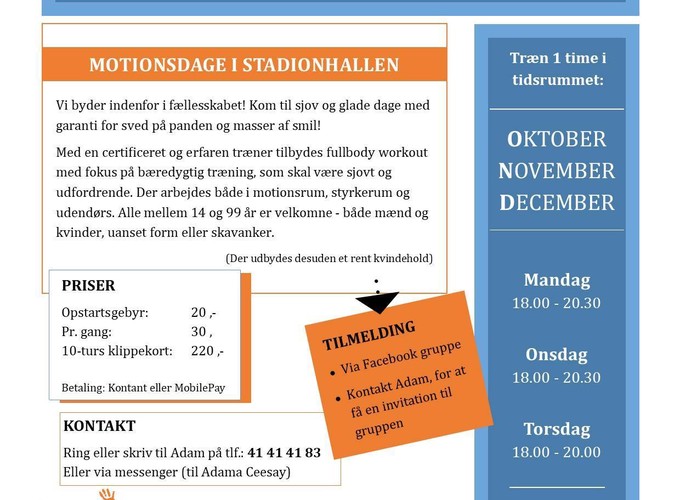 MOTIONSDAGE I STADIONHALLEN
Vi byder indenfor i fællesskabet! Kom til sjov og glade dage med
garanti for sved på panden og masser af smil!
Med en certificeret og erfaren træner tilbydes fullbody workout
med fokus på bæredygtig træning, som skal være sjovt og
udfordrende. Der arbejdes både i motionsrum, styrkerum og
udendørs. Alle mellem 14 og 99 år er velkomne - både mænd og
kvinder, uanset form eller skavanker.
(Der udbydes desuden et rent kvindehold)
PRISER
Opstartsgebyr: 20 ,-
Pr. gang: 30 ,
10-turs klippekort: 220 ,-
Betaling: Kontant eller MobilePay
TILMELDING
• Via Facebook gruppe
• Kontakt Adam, for at
få en invitation til
gruppen
KONTAKT
Ring eller skriv til Adam på tlf.: 41 41 41 83
Eller via messenger (til Adama Ceesay)
Træn 1 time i
tidsrummet:
OKTOBER
NOVEMBER
DECEMBER
Mandag
18.00 - 20.30
Onsdag
18.00 - 20.30
Torsdag
18.00 - 20.00